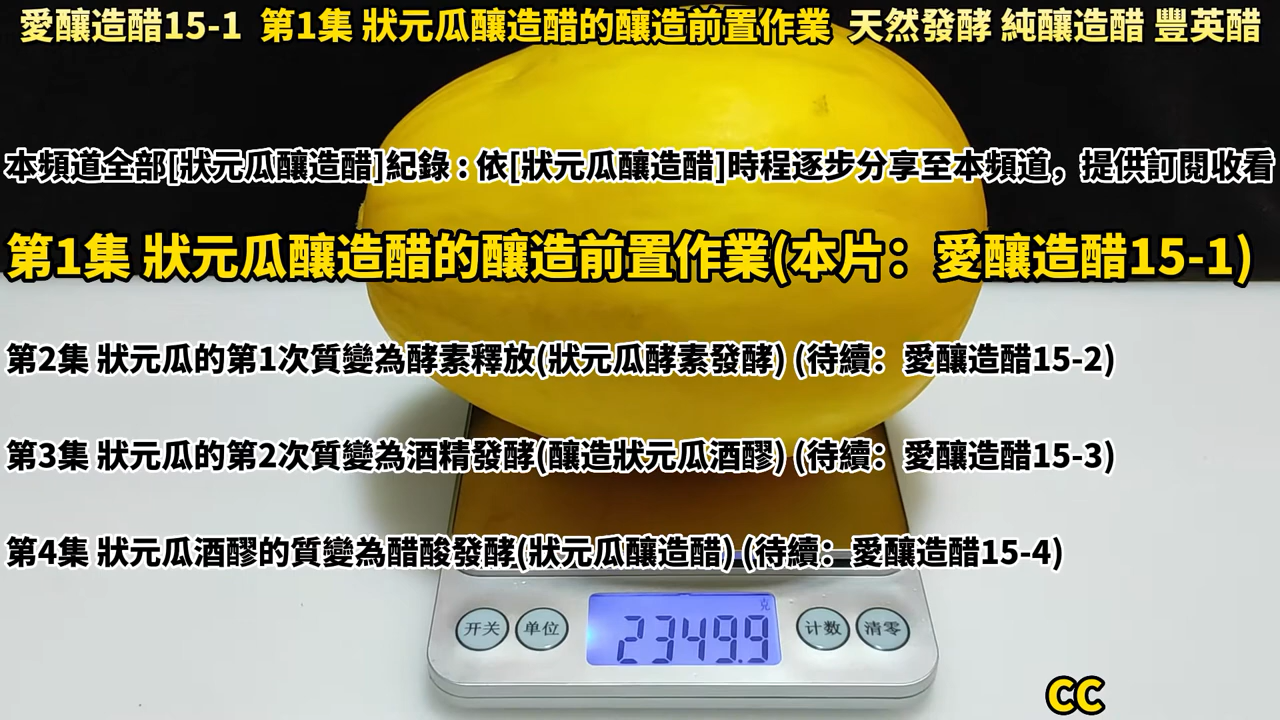 愛釀造醋15-1 第1集 狀元瓜釀造醋的釀造前置作業 天然發酵 純釀造醋 豐英醋
本頻道全部[狀元瓜釀造醋]紀錄：依[狀元瓜釀造醋]時程逐步分享至本頻道，提供訂閱收看
第1集 狀元瓜釀造醋的釀造前置作業(本片：愛釀造醋15-1)
第2集 狀元瓜的第1次質變為酵素釋放(狀元瓜酵素發酵) (待續：愛釀造醋15-2)
第3集 狀元瓜的第2次質變為酒精發酵(釀造狀元瓜酒醪) (待續：愛釀造醋15-3)
第4集 狀元瓜酒醪的質變為醋酸發酵(狀元瓜釀造醋) (待續：愛釀造醋15-4)
克
开关 单位 2349.9 计数 清零
CC